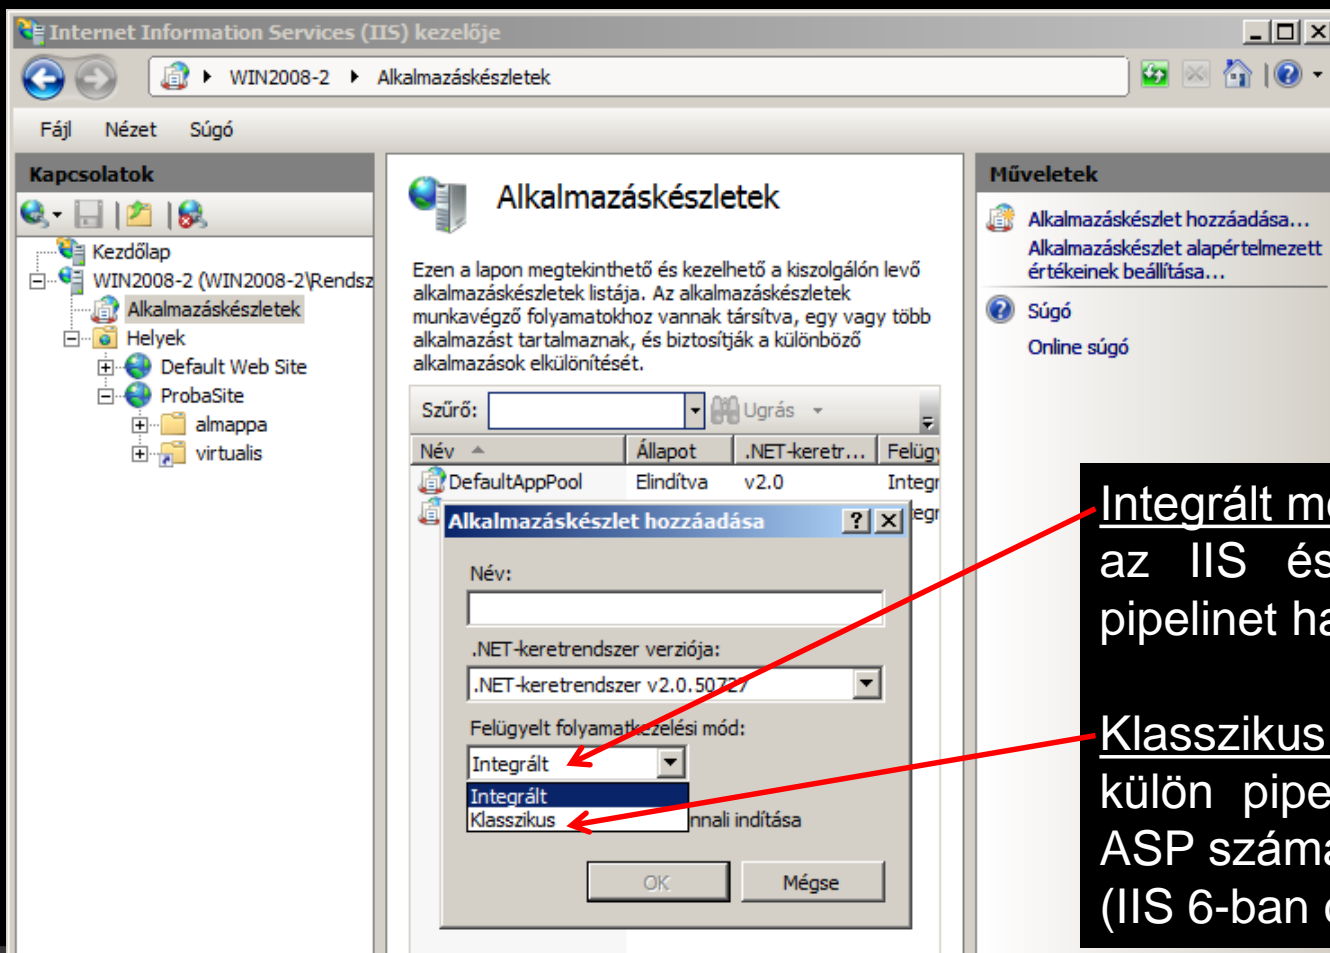 Internet Information Services (IIS) kezelője
WIN2008-2
Alkalmazáskészletek
Fájl
Nézet
Súgó
Kapcsolatok
Kezdőlap
WIN2008-2 (WIN2008-2\Rendsz
Alkalmazáskészletek
Helyek
Default Web Site
ProbaSite
almappa
virtualis
Alkalmazáskészletek
Ezen a lapon megtekinthető és kezelhető a kiszolgálón levő
alkalmazáskészletek listája. Az alkalmazáskészletek
munkavégző folyamatokhoz vannak társítva, egy vagy több
alkalmazást tartalmaznak, és biztosítják a különböző
alkalmazások elkülönítését.
Szűrő:
Ugrás
Név Állapot .NET-keretr... Felügy
DefaultAppPool Elindítva v2.0 Integr
Alkalmazáskészlet hozzáadása
Név:
.NET-keretrendszer verziója:
.NET-keretrendszer v2.0.50727
Felügyelt folyamatkezelési mód:
Integrált
Integrált
Klasszikus
nnali indítása
OK
Mégse
Műveletek
Alkalmazáskészlet hozzáadása...
Alkalmazáskészlet alapértelmezett
értékeinek beállítása...
Súgó
Online súgó
Integrált m
az IIS és
pipelinet ha
Klasszikus
külön pipe
ASP szám
(IIS 6-ban